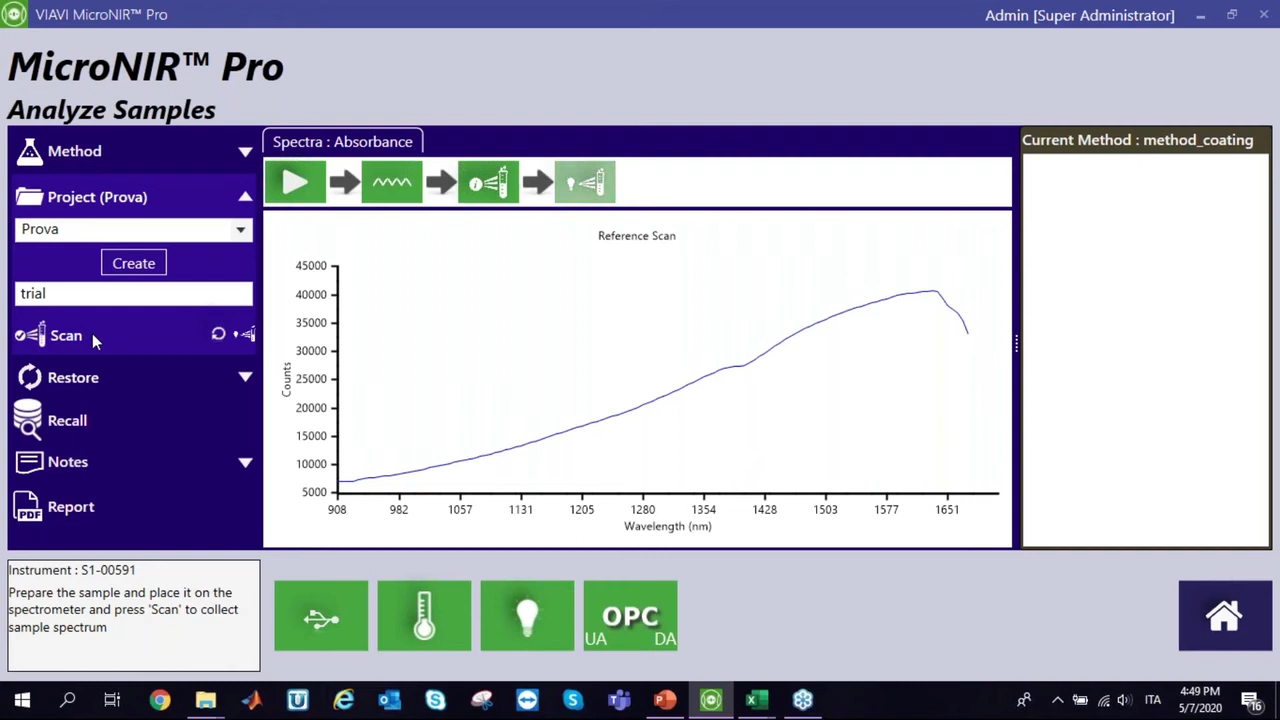 VIAVI MicroNIR™ Pro
Admin [Super Administrator]
MicroNIR™ Pro
Analyze Samples
Method
Project (Prova)
Prova
Create
trial
Scan
Restore
Recall
Notes
PDF
Report
Spectra : Absorbance
Reference Scan
45000
40000
35000
30000
25000
20000
15000
10000
5000
Counts
908 982 1057 1131 1205 1280 1354 1428 1503 1577 1651
Wavelength (nm)
Current Method : method_coating
Instrument : S1-00591
Prepare the sample and place it on the
spectrometer and press 'Scan' to collect
sample spectrum
OPC
UA DA
ITA
4:49 PM
5/7/2020
16